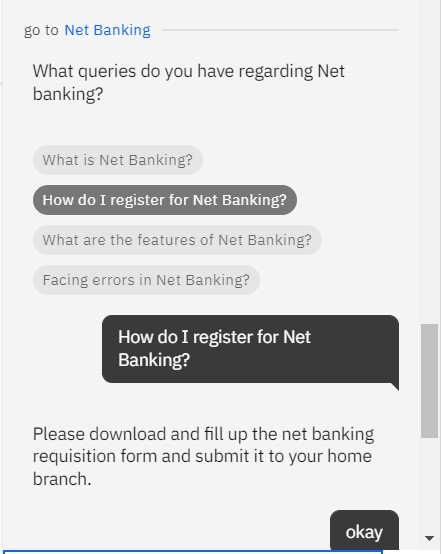 go to Net Banking
What queries do you have regarding Net
banking?
What is Net Banking?
How do I register for Net Banking?
What are the features of Net Banking?
Facing errors in Net Banking?
How do I register for Net
Banking?
Please download and fill up the net banking
requisition form and submit it to your home
branch.
okay